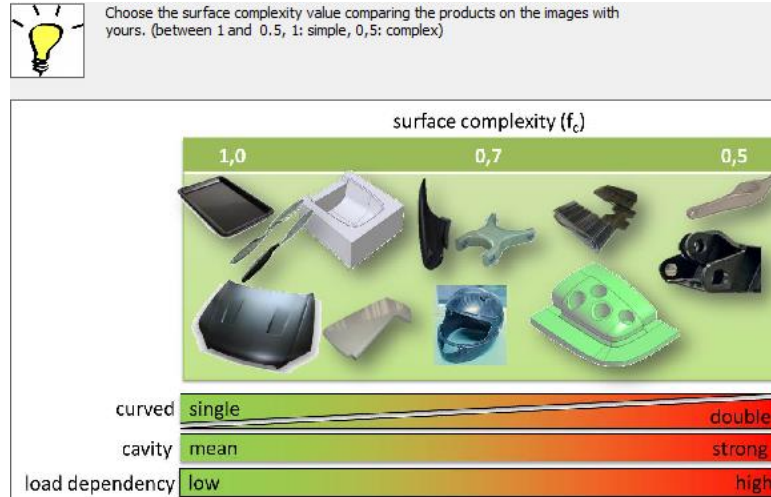 Choose the surface complexity value comparing the products on the images with
yours. (between 1 and 0.5, 1: simple, 0,5: complex)
surface complexity (fc)
1,0 0,7 0,5
curved single double
cavity mean strong
load dependency low high